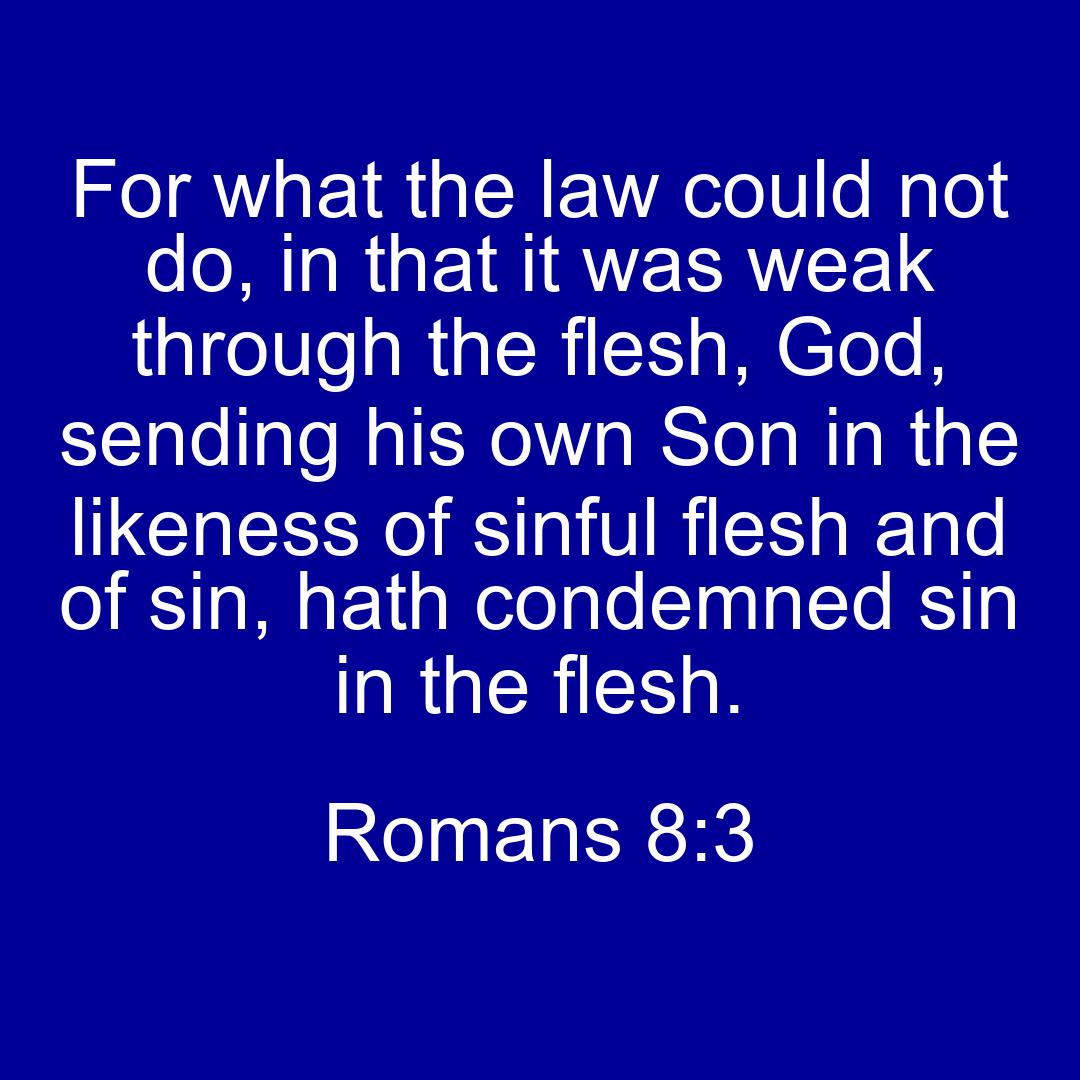 For what the law could not
do, in that it was weak
through the flesh, God,
sending his own Son in the
likeness of sinful flesh and
of sin, hath condemned sin
in the flesh.
Romans 8:3